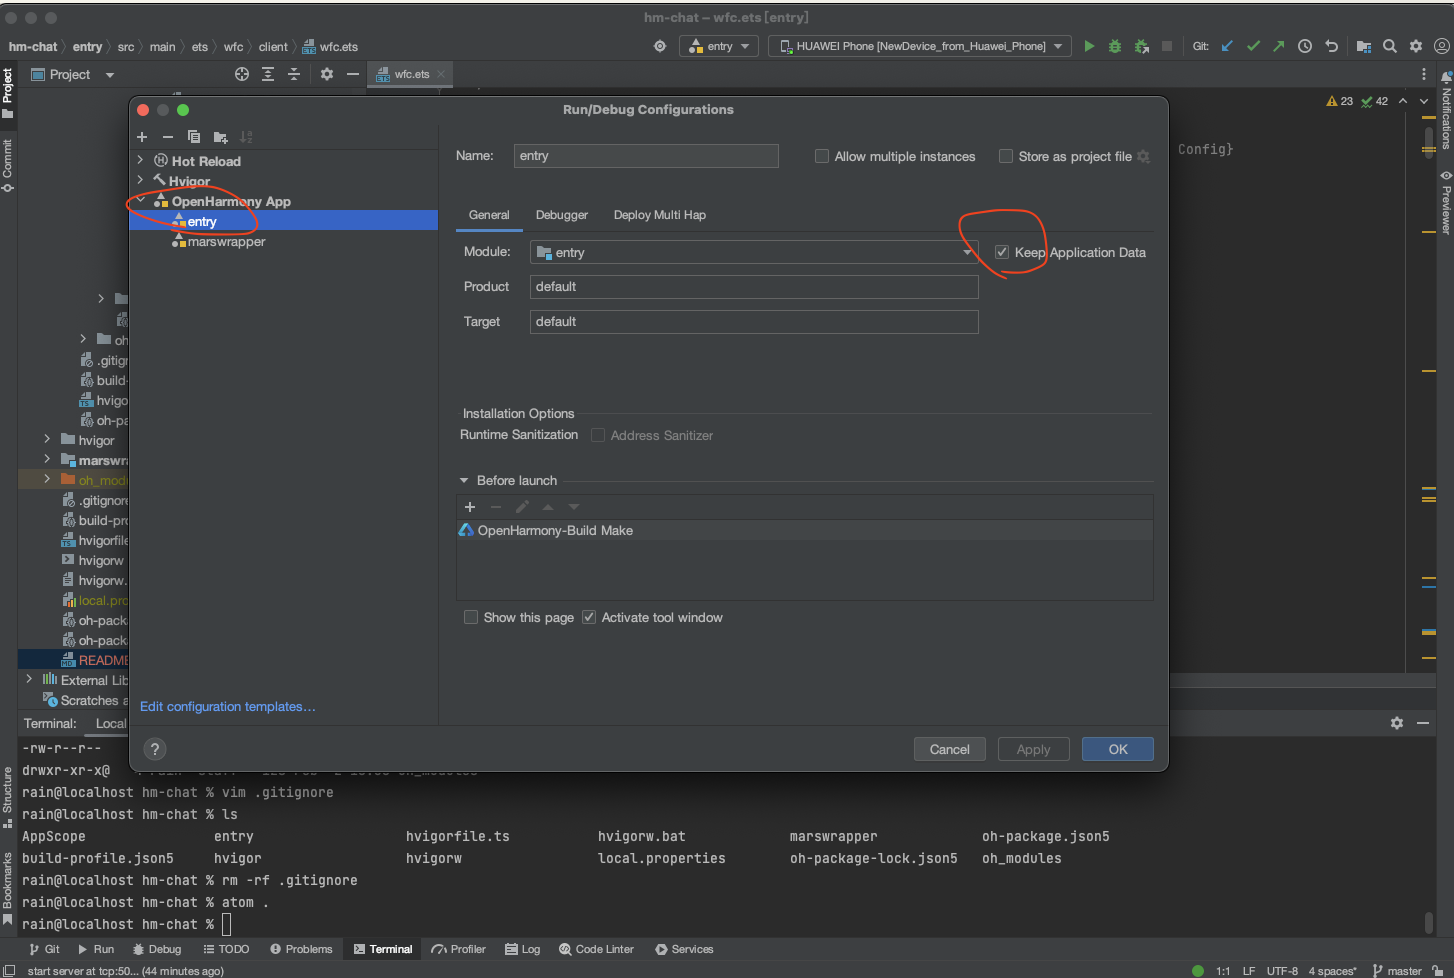 hm-chat – wfc.ets [entry]
hm-chat entry src main ets wfc client wfc.ets
entry HUAWEI Phone [NewDevice_from_Huawei_Phone] Git:
Project wfc.ets
Run/Debug Configurations
23 42
Config}
Hot Reload
Hvigor
OpenHarmony App
entry
marswrapper
Edit configuration templates...
Name: entry Allow multiple instances Store as project file
General Debugger Deploy Multi Hap
Module: entry Keep Application Data
Product default
Target default
Installation Options
Runtime Sanitization Address Sanitizer
Before launch
OpenHarmony-Build Make
Show this page Activate tool window
? Cancel Apply OK
oh
.gitign
build-
hvigo
oh-pa
hvigor
marswra
oh_mod
.gitignore
build-pro
hvigorfile
hvigorw
hvigorw.
local.pro
oh-pack
oh-pack
README
External Lib
Scratches a
Project
Commit
Structure
Bookmarks
Notifications
Previewer
Terminal: Local
-rw-r--r--
drwxr-xr-x@
rain@localhost hm-chat % vim .gitignore
rain@localhost hm-chat % ls
AppScope entry hvigorfile.ts hvigorw.bat marswrapper oh-package.json5
build-profile.json5 hvigor hvigorw local.properties oh-package-lock.json5 oh_modules
rain@localhost hm-chat % rm -rf .gitignore
rain@localhost hm-chat % atom .
rain@localhost hm-chat %
Git Run Debug TODO Problems Terminal Profiler Log Code Linter Services
start server at tcp:50... (44 minutes ago) 1:1 LF UTF-8 4 spaces* master